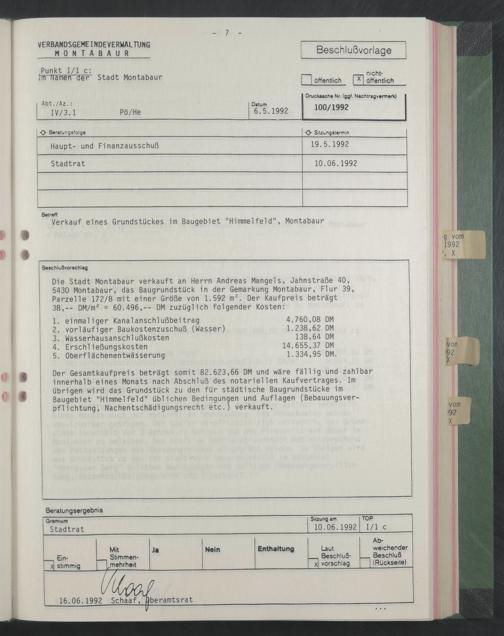 - 7 -
VERBANDSGEMEINDEVERWALTUNG
MONTABAUR
Beschlußvorlage
Punkt I/1 c:
Im Namen der Stadt Montabaur
öffentlich
x nicht-öffentlich
Abt./Az.:
IV/3.1 Pö/He
Datum
6.5.1992
Drucksache Nr. (ggf. Nachtragsvermerk)
100/1992
Beratungsfolge
Sitzungstermin
Haupt- und Finanzausschuß 19.5.1992
Stadtrat 10.06.1992
Betreff
Verkauf eines Grundstückes im Baugebiet "Himmelfeld", Montabaur
Beschlußvorschlag
Die Stadt Montabaur verkauft an Herrn Andreas Mangels, Jahnstraße 40,
5430 Montabaur, das Baugrundstück in der Gemarkung Montabaur, Flur 39,
Parzelle 172/8 mit einer Größe von 1.592 m². Der Kaufpreis beträgt
38,-- DM/m² = 60.496,-- DM zuzüglich folgender Kosten:
1. einmaliger Kanalanschlußbeitrag 4.760,08 DM
2. vorläufiger Baukostenzuschuß (Wasser) 1.238,62 DM
3. Wasserhausanschlußkosten 138,64 DM
4. Erschließungskosten 14.655,37 DM
5. Oberflächenentwässerung 1.334,95 DM.
Der Gesamtkaufpreis beträgt somit 82.623,66 DM und wäre fällig und zahlbar
innerhalb eines Monats nach Abschluß des notariellen Kaufvertrages. Im
übrigen wird das Grundstück zu den für städtische Baugrundstücke im
Baugebiet "Himmelfeld" üblichen Bedingungen und Auflagen (Bebauungsver-
pflichtung, Nachentschädigungsrecht etc.) verkauft.
Beratungsergebnis
Gremium
Stadtrat
Sitzung am
10.06.1992
TOP
I/1 c
x Ein-stimmig
Mit Stimmen-mehrheit
Ja
Nein
Enthaltung
x Laut Beschluß-vorschlag
Ab-weichender Beschluß (Rückseite)
Schaaf
16.06.1992 Schaaf, Oberamtsrat
...
g vom
1992
, X
vor
92
X
vom
92
X